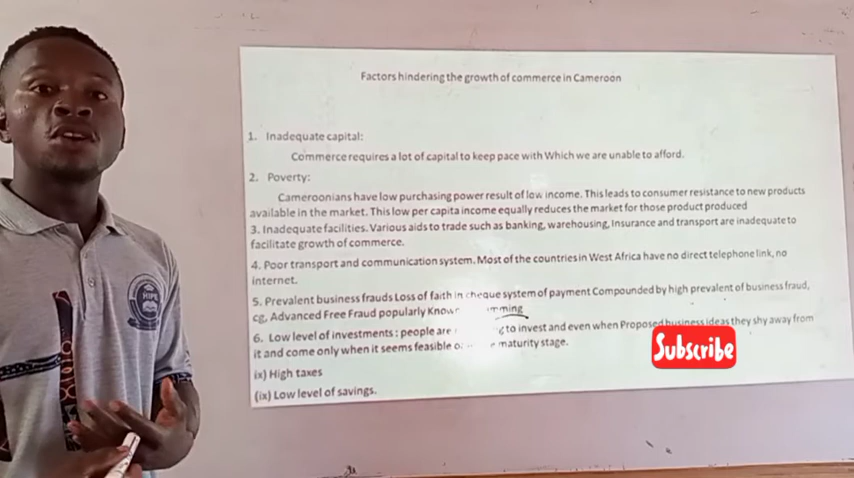 Factors hindering the growth of commerce in Cameroon
1. Inadequate capital:
Commerce requires a lot of capital to keep pace with Which we are unable to afford.
2. Poverty:
Cameroonians have low purchasing power result of low income. This leads to consumer resistance to new products
available in the market. This low per capita income equally reduces the market for those product produced
3. Inadequate facilities. Various aids to trade such as banking, warehousing, Insurance and transport are inadequate to
facilitate growth of commerce.
4. Poor transport and communication system. Most of the countries in West Africa have no direct telephone link, no
internet.
5. Prevalent business frauds Loss of faith in cheque system of payment Compounded by high prevalent of business fraud,
cg, Advanced Free Fraud popularly
6. Low level of investments : people are to invest and even when Proposed business ideas they shy away from
it and come only when it seems feasible maturity stage.
ix) High taxes
(ix) Low level of savings.
Subscribe
HIPE